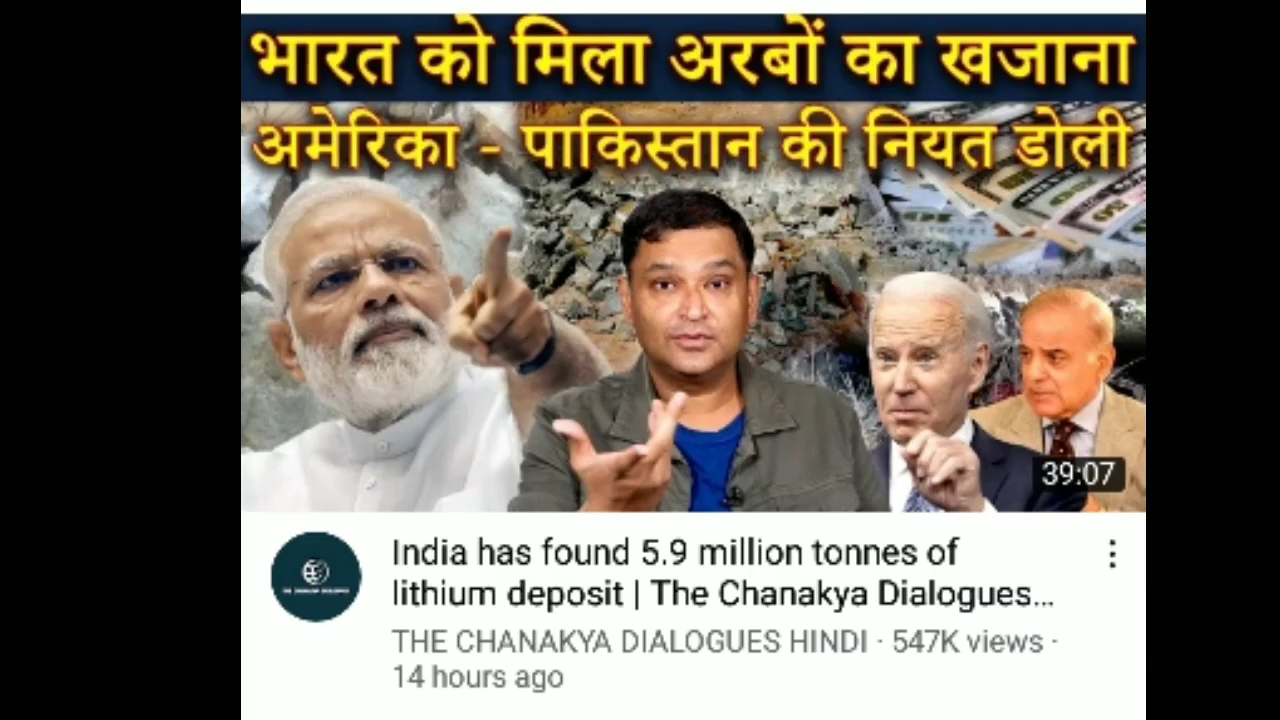 भारत को मिला अरबों का खजाना
अमेरिका - पाकिस्तान की नियत डोली
39:07
India has found 5.9 million tonnes of
lithium deposit | The Chanakya Dialogues...
THE CHANAKYA DIALOGUES HINDI · 547K views ·
14 hours ago